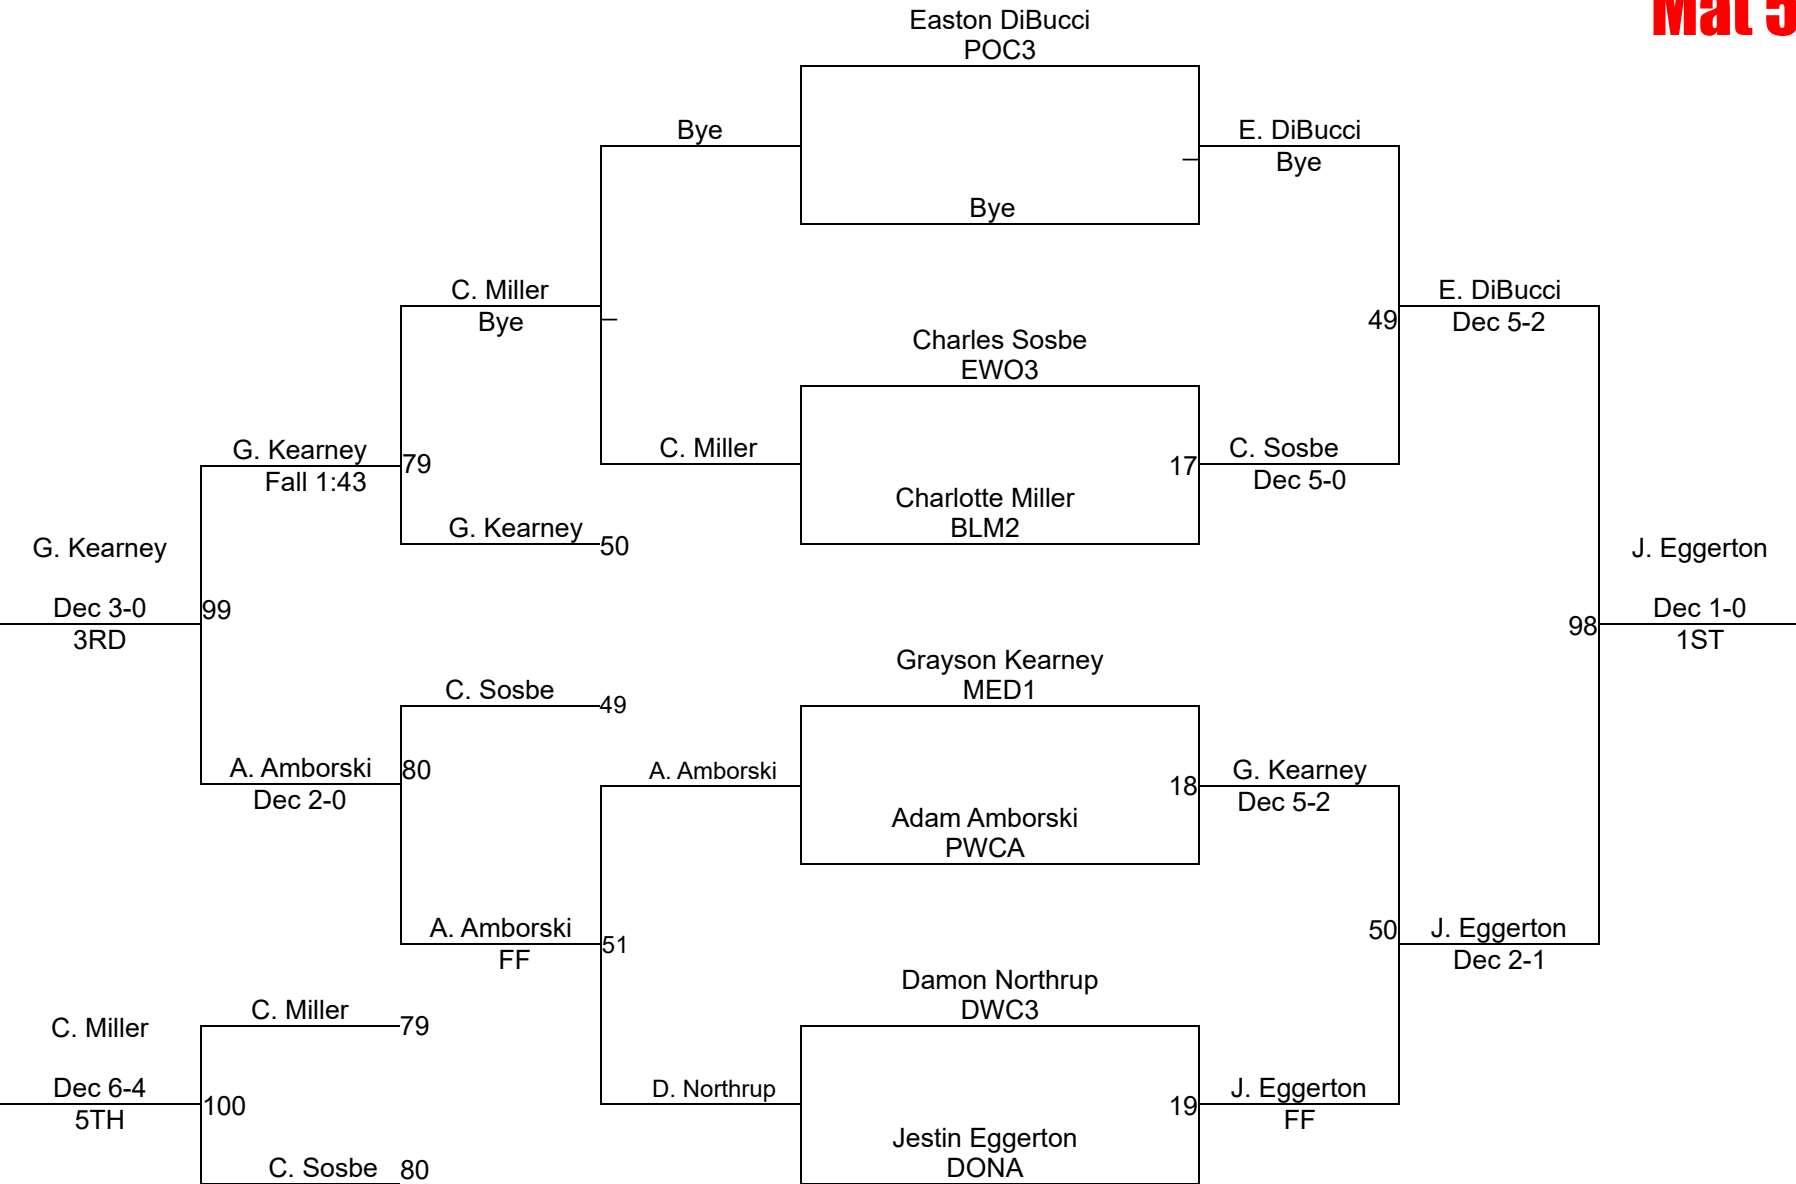 Easton DiBucci
Mat 5
POC3
Bye
E. DiBucci
Bye
Bye
C. Miller
Bye
E. DiBucci
Dec 5-2
49
Charles Sosbe
EWO3
G. Kearney
Fall 1:43
79
C. Miller
17
C. Sosbe
Dec 5-0
Charlotte Miller
BLM2
G. Kearney
50
G. Kearney
Dec 3-0
3RD
99
J. Eggerton
Dec 1-0
1ST
98
Grayson Kearney
MED1
C. Sosbe
49
A. Amborski
Dec 2-0
80
A. Amborski
18
G. Kearney
Dec 5-2
Adam Amborski
PWCA
A. Amborski
FF
51
50
J. Eggerton
Dec 2-1
Damon Northrup
DWC3
C. Miller
79
C. Miller
Dec 6-4
5TH
100
D. Northrup
19
J. Eggerton
FF
Jestin Eggerton
DONA
C. Sosbe
80